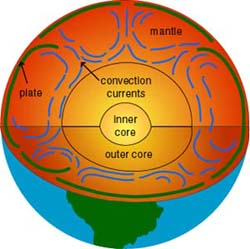 mantle
convection
currents
plate
inner
core
outer core